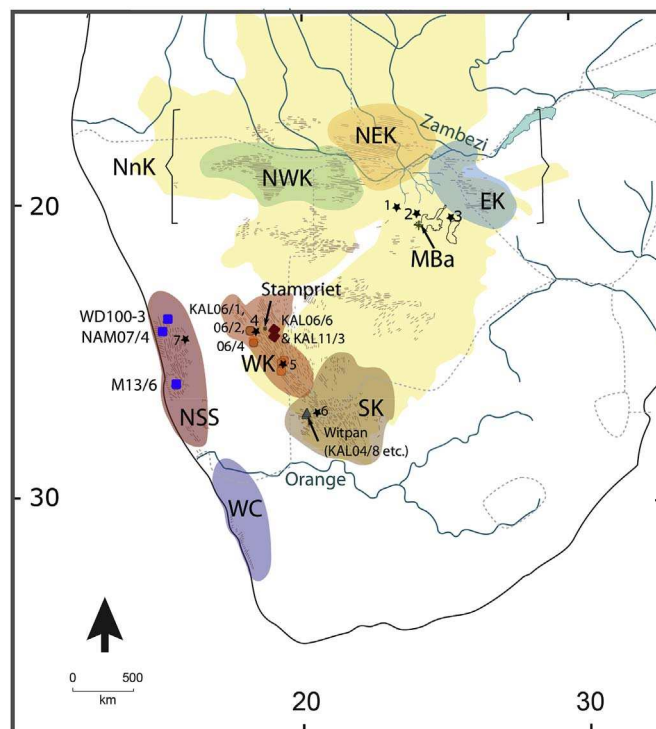 Zambezi
NEK
NnK
NWK
EK
20
1
2
3
MBa
Stampriet
WD100-3
KAL06/1,
06/2,
06/4
4
KAL06/6
& KAL11/3
NAM07/4
7
WK
5
M13/6
NSS
SK
6
Witpan
(KAL04/8 etc.)
Orange
30
WC
0 500
km
20 30